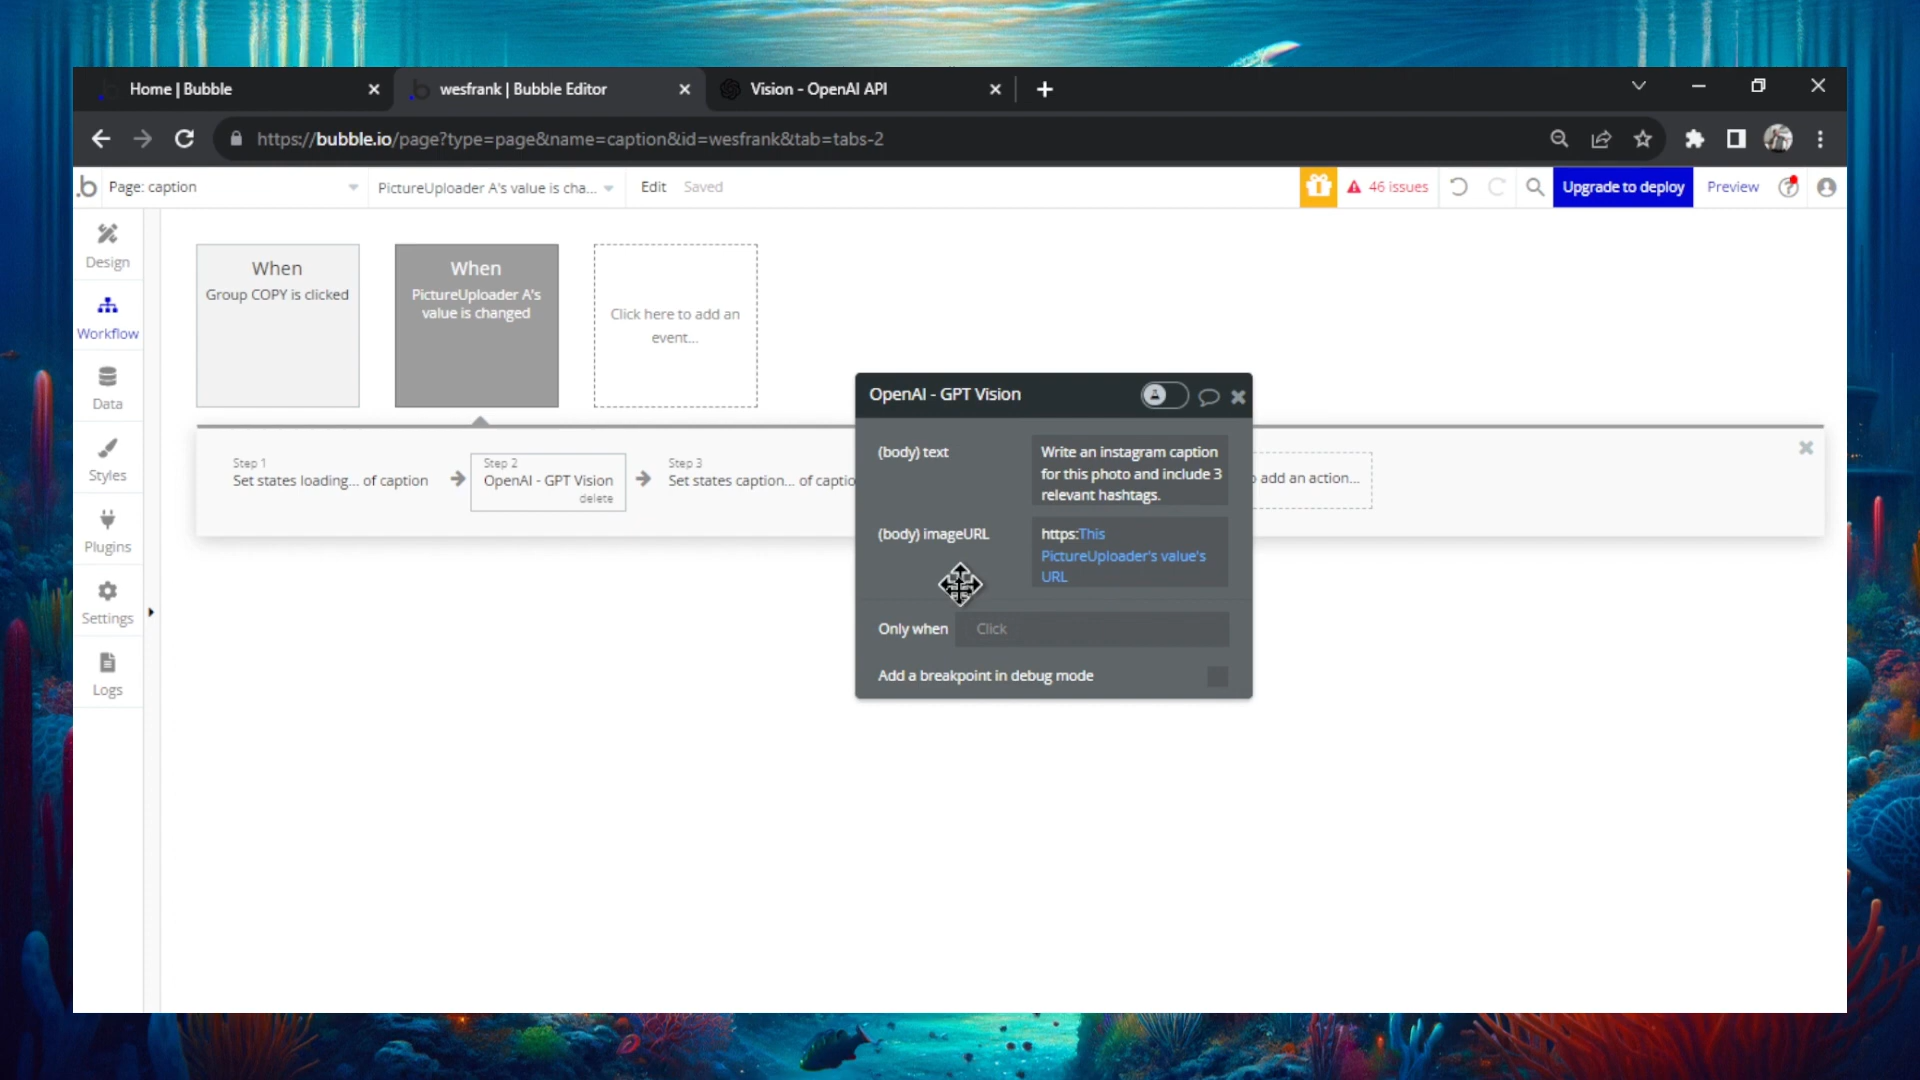 Home | Bubble
wesfrank | Bubble Editor
Vision - OpenAI API
https://bubble.io/page?type=page&name=caption&id=wesfrank&tab=tabs-2
Page: caption
PictureUploader A's value is cha...
Edit
Saved
46 issues
Upgrade to deploy
Preview
Design
Workflow
Data
Styles
Plugins
Settings
Logs
When
Group COPY is clicked
When
PictureUploader A's
value is changed
Click here to add an
event...
Step 1
Set states loading... of caption
Step 2
OpenAI - GPT Vision
delete
Step 3
Set states caption... of captio
add an action...
OpenAI - GPT Vision
(body) text
Write an instagram caption
for this photo and include 3
relevant hashtags.
(body) imageURL
https:This
PictureUploader's value's
URL
Only when
Click
Add a breakpoint in debug mode